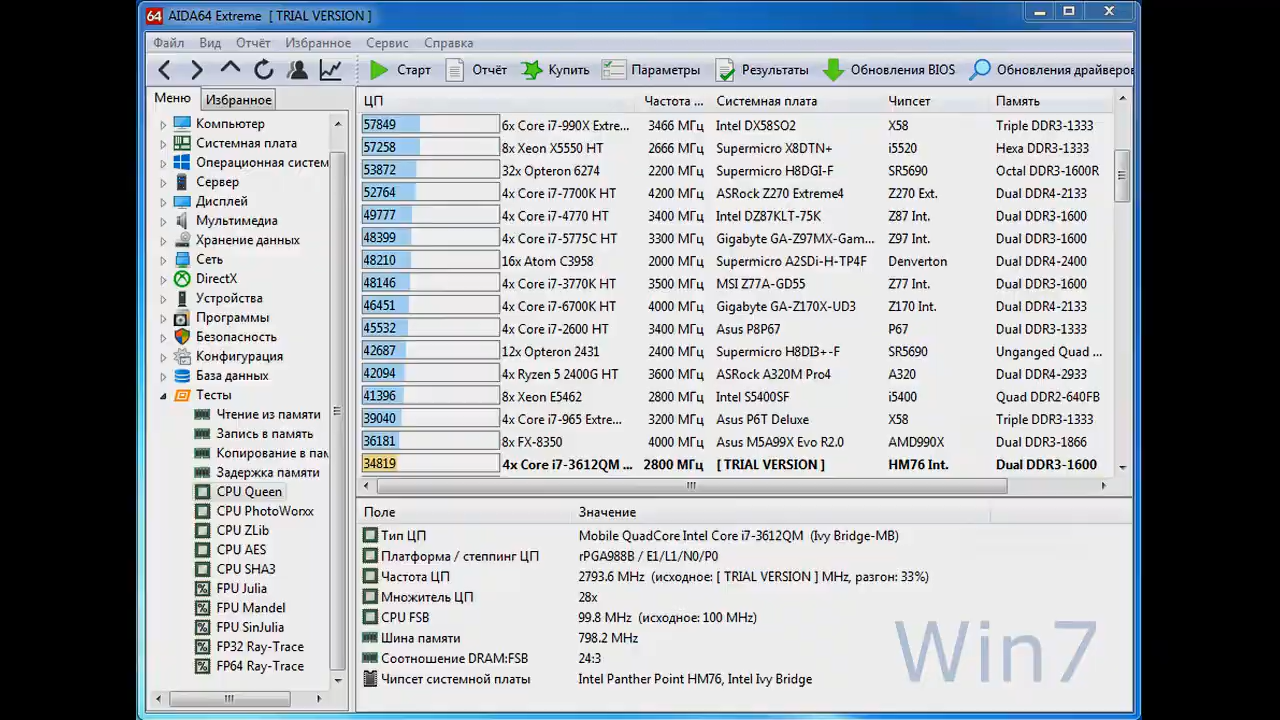 64 AIDA64 Extreme [ TRIAL VERSION ]
Файл Вид Отчёт Избранное Сервис Справка
Старт Отчёт Купить Параметры Результаты Обновления BIOS Обновления драйверов
Меню Избранное
Компьютер
Системная плата
Операционная систем
Сервер
Дисплей
Мультимедиа
Хранение данных
Сеть
DirectX
Устройства
Программы
Безопасность
Конфигурация
База данных
Тесты
Чтение из памяти
Запись в память
Копирование в пам
Задержка памяти
CPU Queen
CPU PhotoWorxx
CPU ZLib
CPU AES
CPU SHA3
FPU Julia
FPU Mandel
FPU SinJulia
FP32 Ray-Trace
FP64 Ray-Trace
ЦП Частота ... Системная плата Чипсет Память
57849 6x Core i7-990X Extre... 3466 МГц Intel DX58SO2 X58 Triple DDR3-1333
57258 8x Xeon X5550 HT 2666 МГц Supermicro X8DTN+ i5520 Hexa DDR3-1333
53872 32x Opteron 6274 2200 МГц Supermicro H8DGI-F SR5690 Octal DDR3-1600R
52764 4x Core i7-7700K HT 4200 МГц ASRock Z270 Extreme4 Z270 Ext. Dual DDR4-2133
49777 4x Core i7-4770 HT 3400 МГц Intel DZ87KLT-75K Z87 Int. Dual DDR3-1600
48399 4x Core i7-5775C HT 3300 МГц Gigabyte GA-Z97MX-Gam... Z97 Int. Dual DDR3-1600
48210 16x Atom C3958 Supermicro A2SDi-H-TP4F Denverton Dual DDR4-2400
48146 4x Core i7-3770K HT 3500 МГц MSI Z77A-GD55 Z77 Int. Dual DDR3-1600
46451 4x Core i7-6700K HT 4000 МГц Gigabyte GA-Z170X-UD3 Z170 Int. Dual DDR4-2133
45532 4x Core i7-2600 HT 3400 МГц Asus P8P67 P67 Dual DDR3-1333
42687 12x Opteron 2431 2400 МГц Supermicro H8DI3+-F SR5690 Unganged Quad ...
42094 4x Ryzen 5 2400G HT 3600 МГц ASRock A320M Pro4 A320 Dual DDR4-2933
41396 8x Xeon E5462 2800 МГц Intel S5400SF i5400 Quad DDR2-640FB
39040 4x Core i7-965 Extre... 3200 МГц Asus P6T Deluxe X58 Triple DDR3-1333
36181 8x FX-8350 4000 МГц Asus M5A99X Evo R2.0 AMD990X Dual DDR3-1866
34819 4x Core i7-3612QM ... 2800 МГц [ TRIAL VERSION ] HM76 Int. Dual DDR3-1600
Поле Значение
Тип ЦП Mobile QuadCore Intel Core i7-3612QM (Ivy Bridge-MB)
Платформа / степпинг ЦП rPGA988B / E1/L1/N0/P0
Частота ЦП 2793.6 MHz (исходное: [ TRIAL VERSION ] MHz, разгон: 33%)
Множитель ЦП 28x
CPU FSB 99.8 MHz (исходное: 100 MHz)
Шина памяти 798.2 MHz
Соотношение DRAM:FSB 24:3
Чипсет системной платы Intel Panther Point HM76, Intel Ivy Bridge
Win7